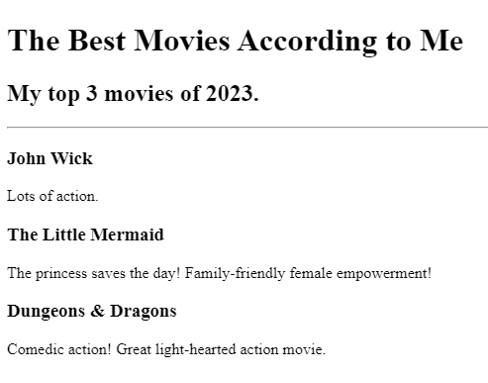 The Best Movies According to Me
My top 3 movies of 2023.
John Wick
Lots of action.
The Little Mermaid
The princess saves the day! Family-friendly female empowerment!
Dungeons & Dragons
Comedic action! Great light-hearted action movie.